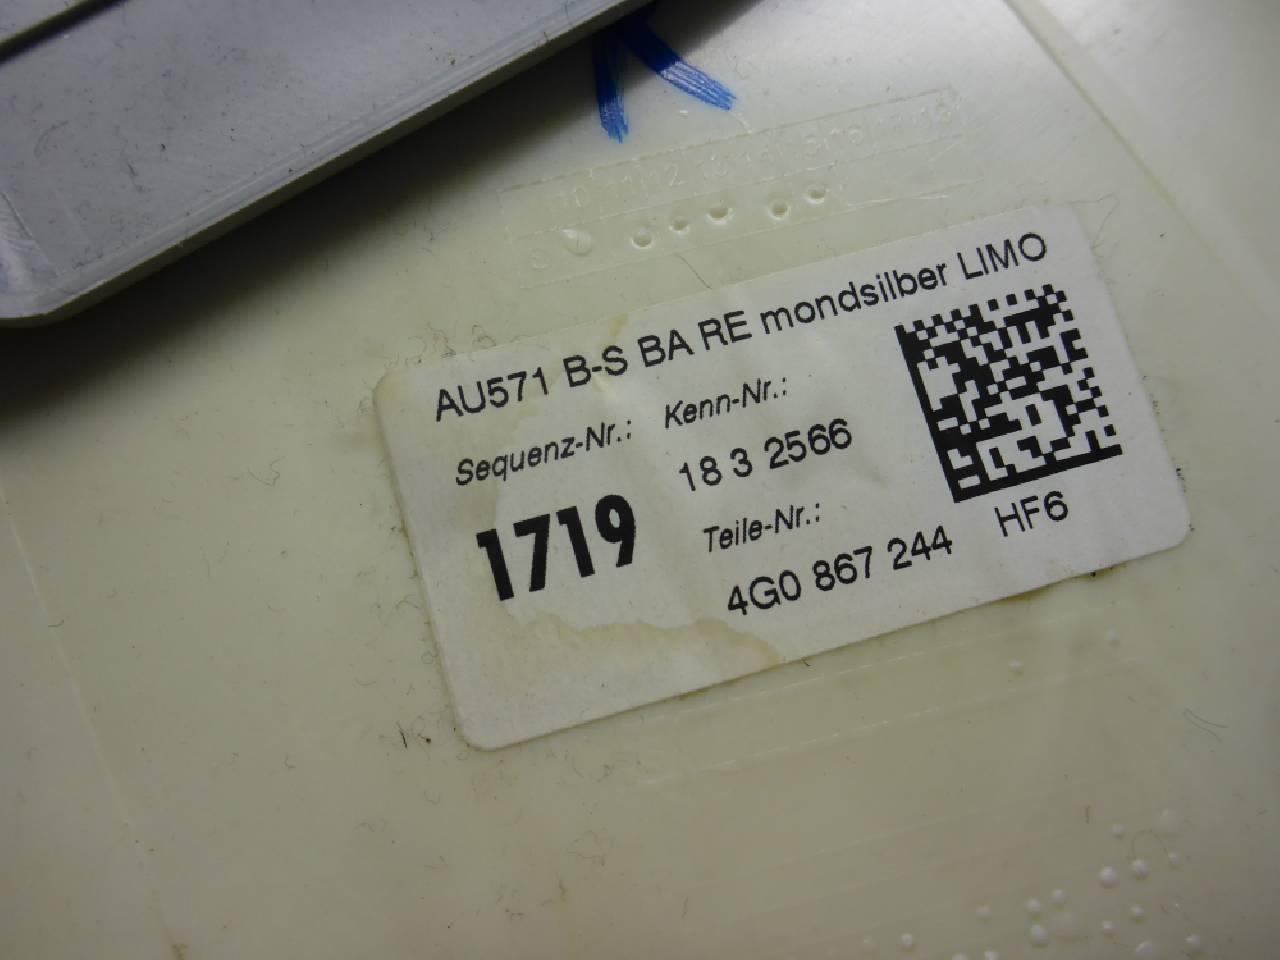 AU571 B-S BA RE mondsilber LIMO
Sequenz-Nr.: Kenn-Nr.:
18 3 2566
1719
Teile-Nr.:
4G0 867 244 HF6